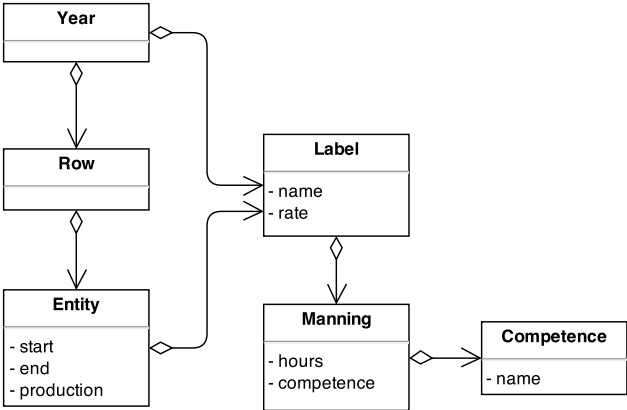 Year
Row
Entity
- start
- end
- production
Label
- name
- rate
Manning
- hours
- competence
Competence
- name